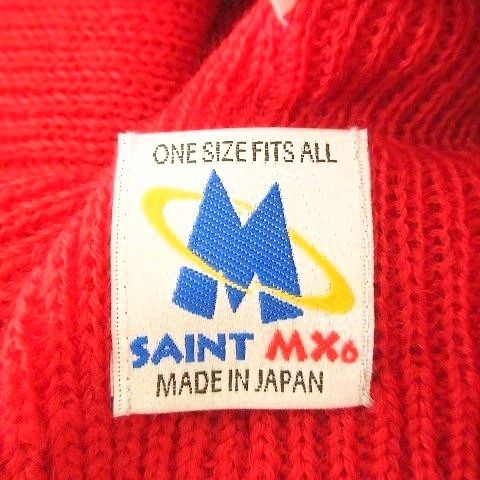 ONE SIZE FITS ALL
SAINT MX6
MADE IN JAPAN